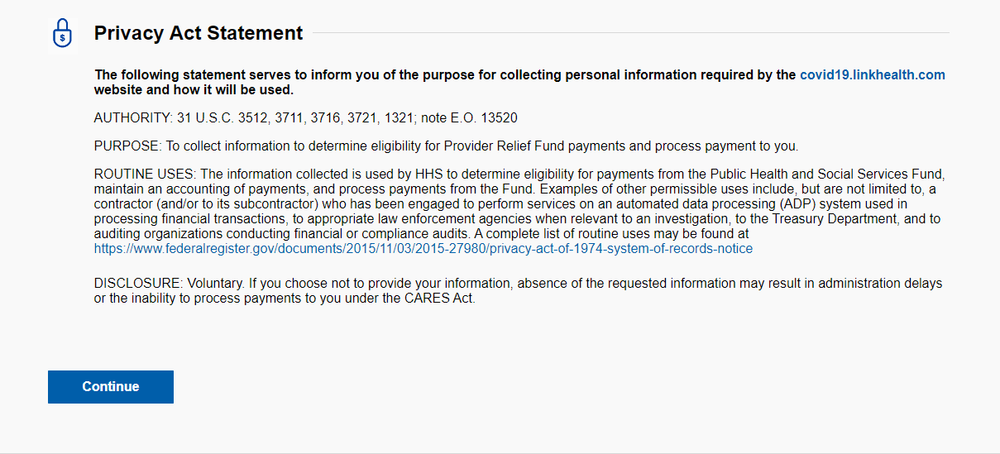 $
Privacy Act Statement
The following statement serves to inform you of the purpose for collecting personal information required by the covid19.linkhealth.com
website and how it will be used.
AUTHORITY: 31 U.S.C. 3512, 3711, 3716, 3721, 1321; note E.O. 13520
PURPOSE: To collect information to determine eligibility for Provider Relief Fund payments and process payment to you.
ROUTINE USES: The information collected is used by HHS to determine eligibility for payments from the Public Health and Social Services Fund,
maintain an accounting of payments, and process payments from the Fund. Examples of other permissible uses include, but are not limited to, a
contractor (and/or to its subcontractor) who has been engaged to perform services on an automated data processing (ADP) system used in
processing financial transactions, to appropriate law enforcement agencies when relevant to an investigation, to the Treasury Department, and to
auditing organizations conducting financial or compliance audits. A complete list of routine uses may be found at
https://www.federalregister.gov/documents/2015/11/03/2015-27980/privacy-act-of-1974-system-of-records-notice
DISCLOSURE: Voluntary. If you choose not to provide your information, absence of the requested information may result in administration delays
or the inability to process payments to you under the CARES Act.
Continue